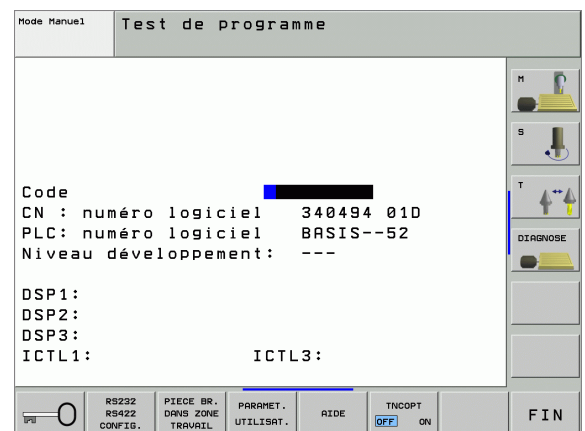 Mode Manuel
Test de programme
M
S
T
DIAGNOSE
Code
CN : numéro logiciel 340494 01D
PLC: numéro logiciel BASIS--52
Niveau développement: ---
DSP1:
DSP2:
DSP3:
ICTL1: ICTL3:
RS232
RS422
CONFIG.
PIECE BR.
DANS ZONE
TRAVAIL
PARAMET.
UTILISAT.
AIDE
TNCOPT
OFF ON
FIN